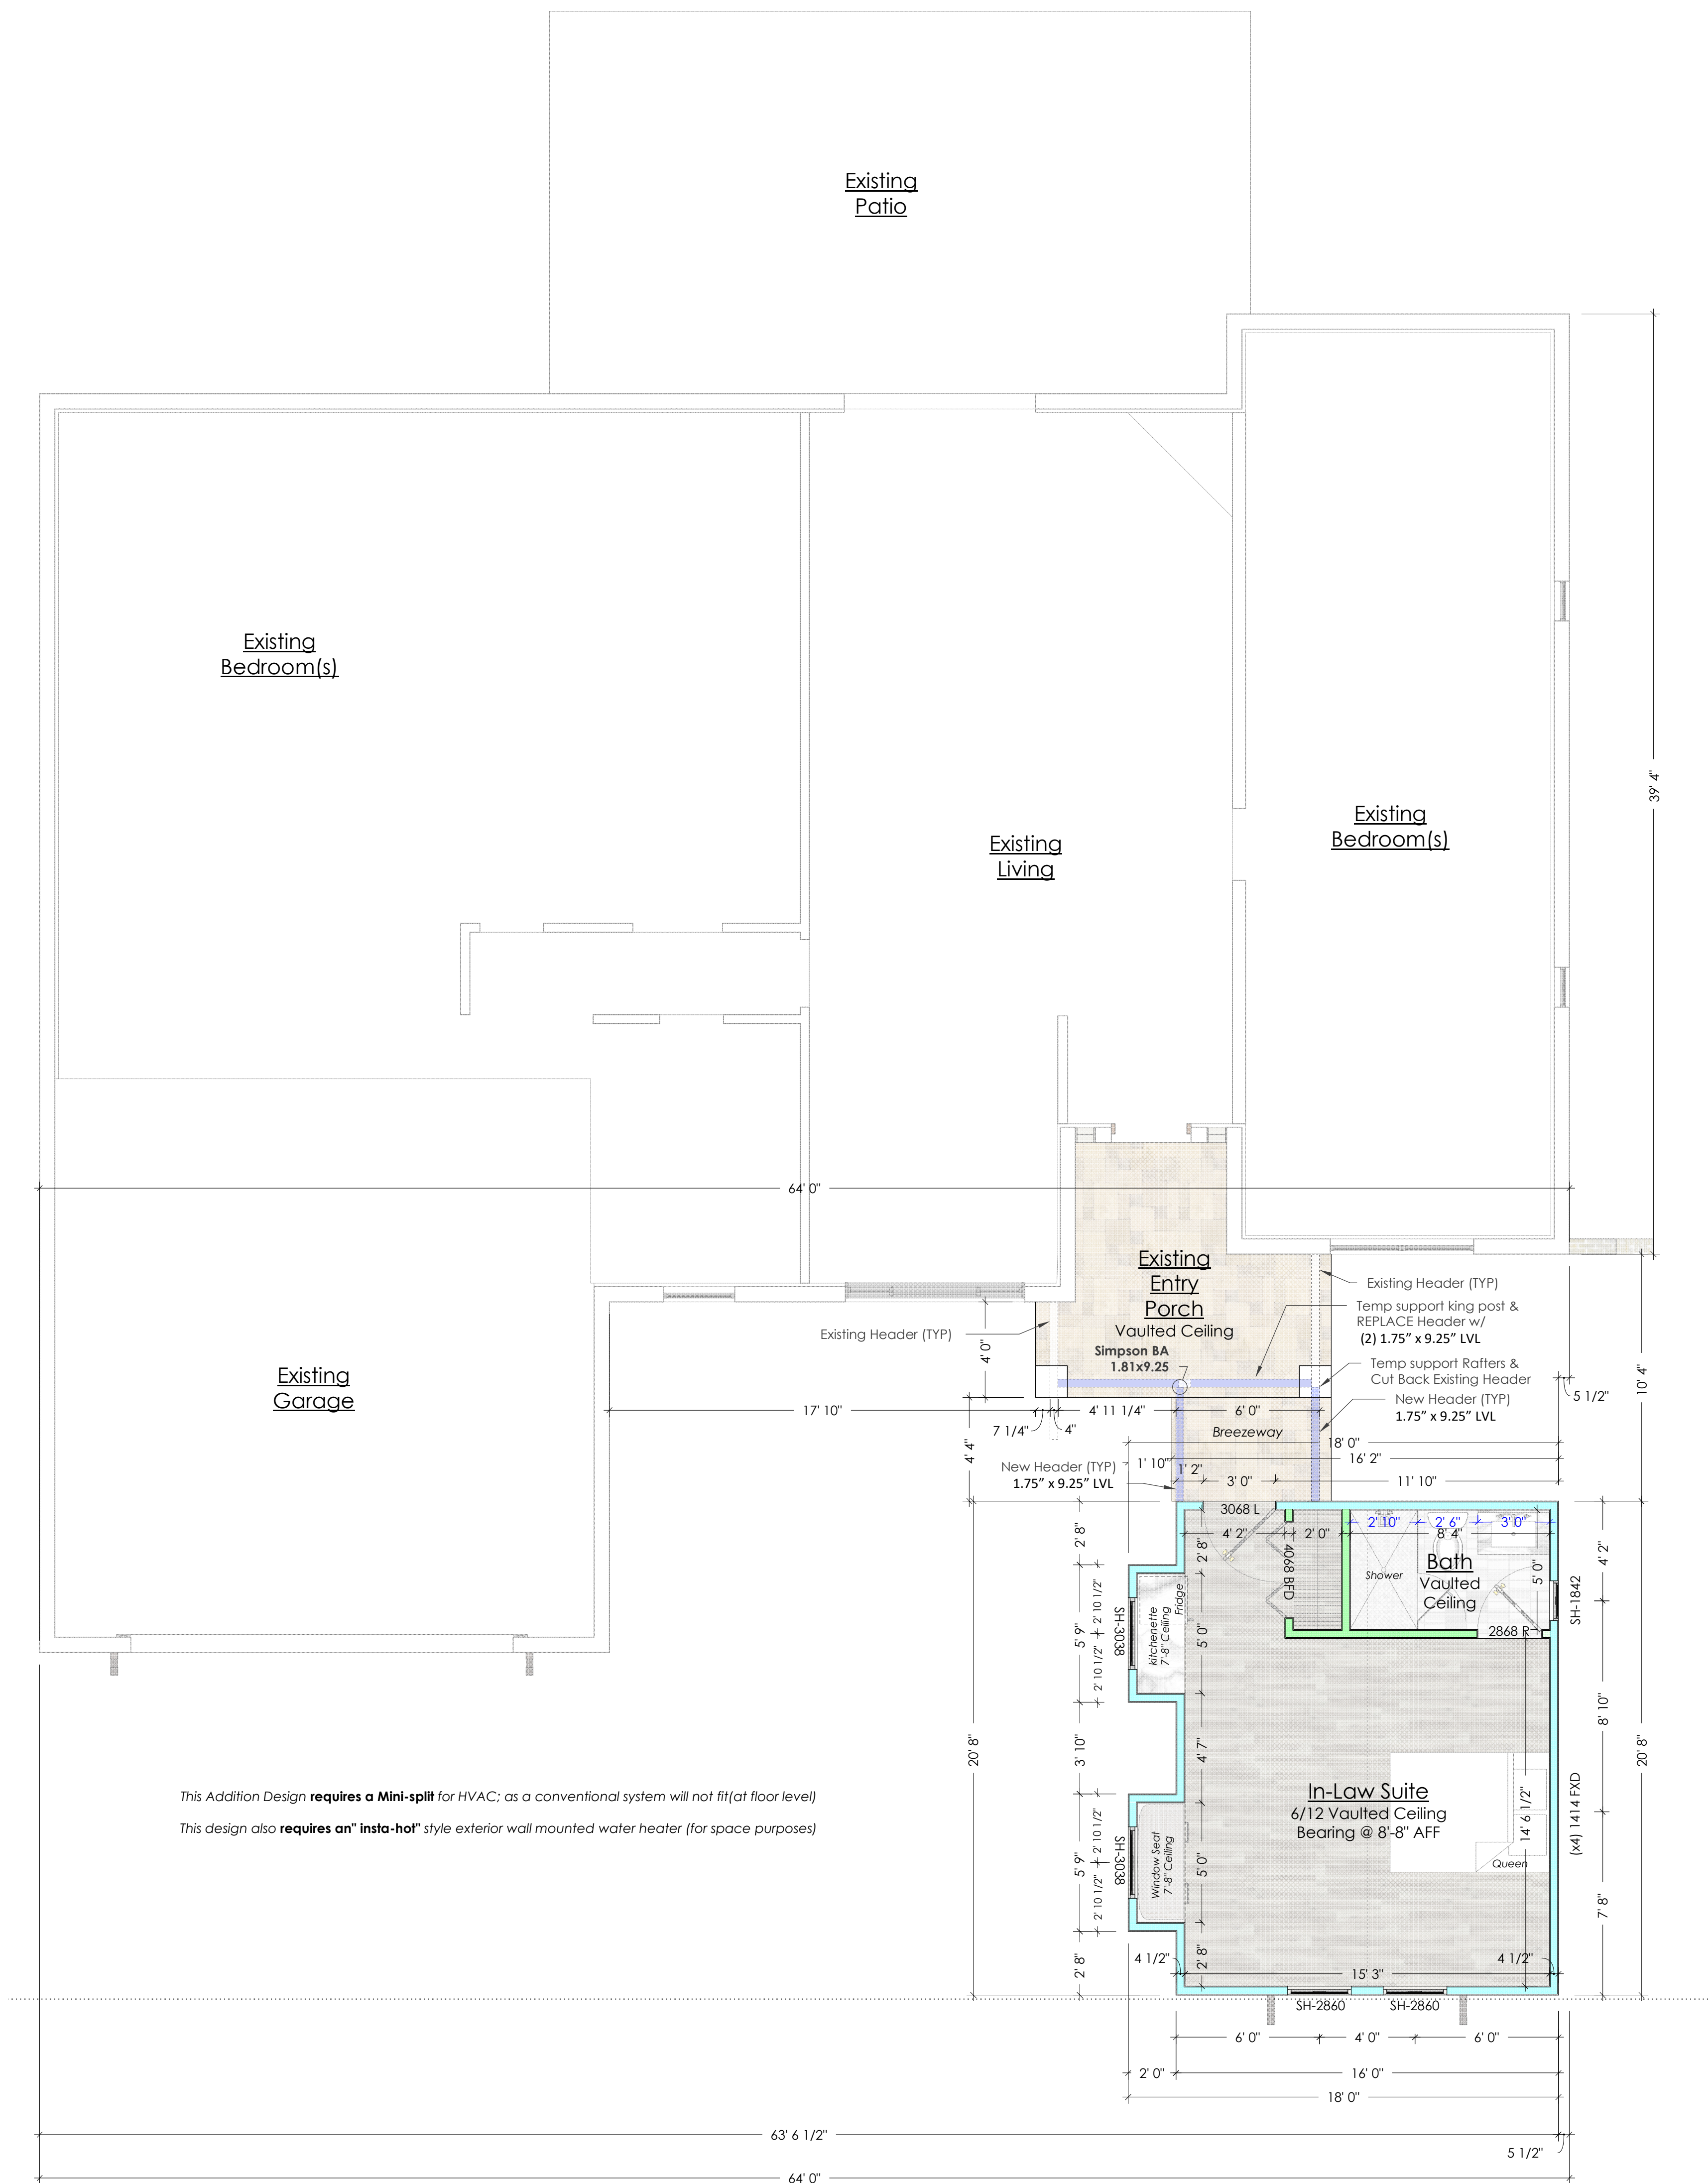 Existing
Patio
Existing
Bedroom(s)
39' 4"
Existing
Bedroom(s)
Existing
Living
64' 0"
Existing
Entry
Porch
Vaulted Ceiling
Existing Header (TYP)
Temp support king post &
REPLACE Header w/
(2) 1.75” x 9.25” LVL
Existing Header (TYP)
4' 0"
Simpson BA
1.81x9.25
Temp support Rafters &
Cut Back Existing Header
10' 4"
5 1/2"
Existing
Garage
New Header (TYP)
1.75” x 9.25” LVL
17' 10"
4' 11 1/4"
6' 0"
7 1/4"
4"
Breezeway
18' 0"
4' 4"
16' 2"
1' 10"
1' 2"
New Header (TYP)
1.75” x 9.25” LVL
3' 0"
11' 10"
3068 L
2' 10"
2' 6"
3' 0"
4' 2"
2' 0"
8' 4"
2' 8"
2' 8"
4068 BFD
Shower
Bath
Vaulted
Ceiling
5' 0"
4' 2"
SH-1842
2868 R
Fridge
kitchenette
7'-8" Ceiling
SH-3038
2' 10 1/2"
2' 10 1/2"
5' 9"
5' 0"
8' 10"
20' 8"
3' 10"
4' 7"
20' 8"
This Addition Design requires a Mini-split for HVAC; as a conventional system will not fit(at floor level)
This design also requires an" insta-hot" style exterior wall mounted water heater (for space purposes)
In-Law Suite
6/12 Vaulted Ceiling
Bearing @ 8'-8" AFF
14' 6 1/2"
(x4) 1414 FXD
Queen
Window Seat
7'-8" Ceiling
SH-3038
2' 10 1/2"
2' 10 1/2"
5' 9"
5' 0"
7' 8"
2' 8"
2' 8"
4 1/2"
15' 3"
4 1/2"
SH-2860
SH-2860
6' 0"
4' 0"
6' 0"
2' 0"
16' 0"
18' 0"
63' 6 1/2"
5 1/2"
64' 0"